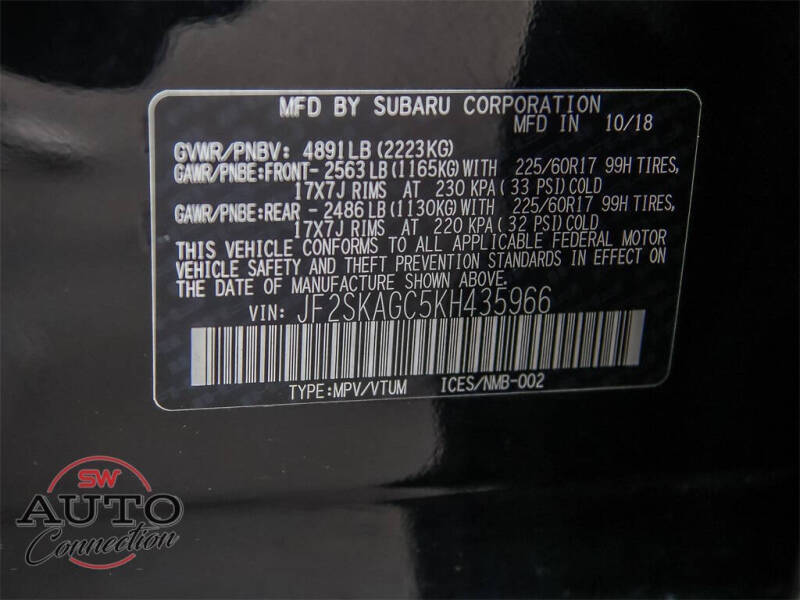 MFD BY SUBARU CORPORATION
MFD IN 10/18
GVWR/PNBV: 4891LB (2223KG)
GAWR/PNBE:FRONT- 2563 LB (1165KG) WITH 225/60R17 99H TIRES,
17X7J RIMS AT 230 KPA (33 PSI) COLD
GAWR/PNBE:REAR - 2486 LB (1130KG) WITH 225/60R17 99H TIRES,
17X7J RIMS AT 220 KPA (32 PSI) COLD
THIS VEHICLE CONFORMS TO ALL APPLICABLE FEDERAL MOTOR
VEHICLE SAFETY AND THEFT PREVENTION STANDARDS IN EFFECT ON
THE DATE OF MANUFACTURE SHOWN ABOVE.
VIN: JF2SKAGC5KH435966
TYPE:MPV/VTUM ICES/NMB-002
SW
AUTO
Connection